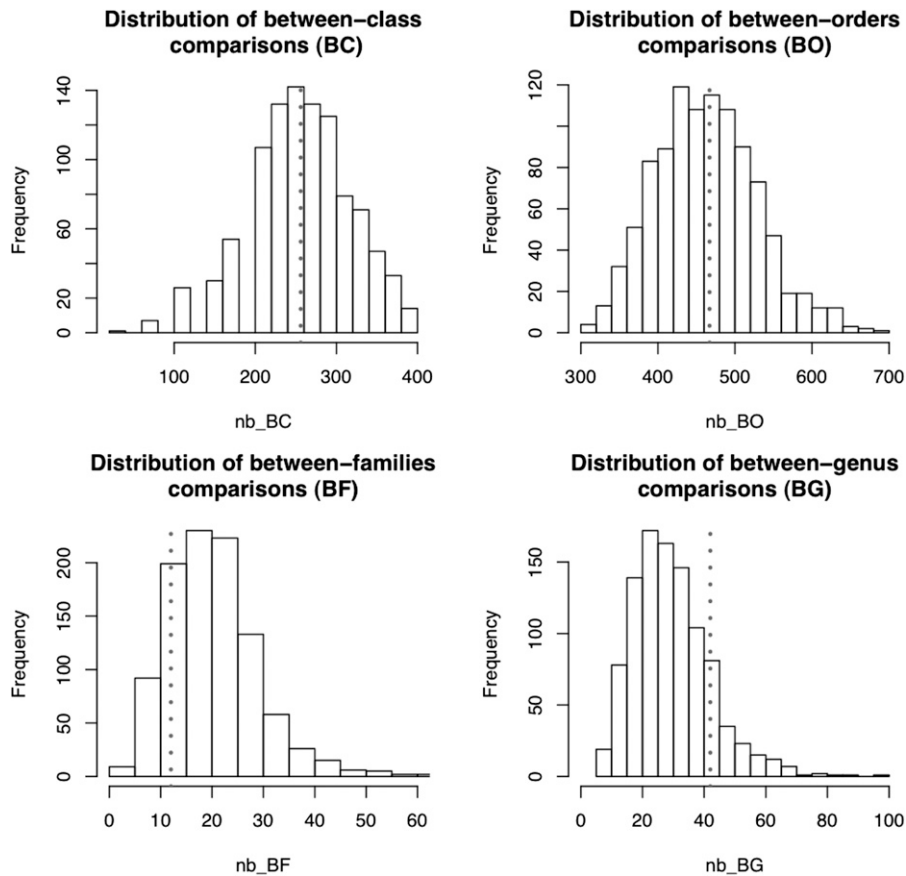 Distribution of between−class
comparisons (BC)
Frequency
0 20 60 100 140
100 200 300 400
nb_BC
Distribution of between−orders
comparisons (BO)
Frequency
0 20 40 60 80 100 120
300 400 500 600 700
nb_BO
Distribution of between−families
comparisons (BF)
Frequency
0 50 100 150 200
0 10 20 30 40 50 60
nb_BF
Distribution of between−genus
comparisons (BG)
Frequency
0 50 100 150
0 20 40 60 80 100
nb_BG